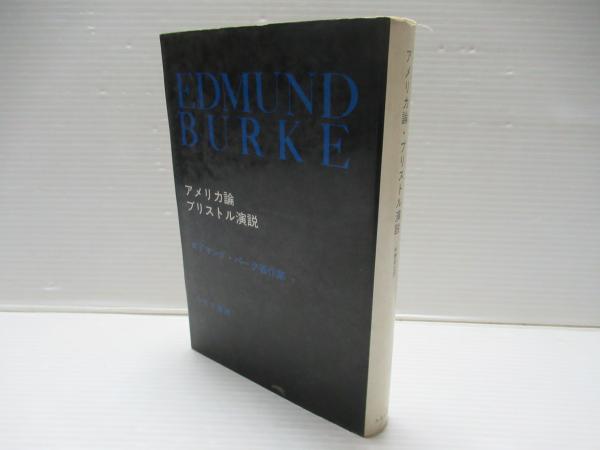 EDMUND
BURKE
アメリカ論
ブリストル演説
エドマンド・バーク著作集
アメリカ論・ブリストル演説